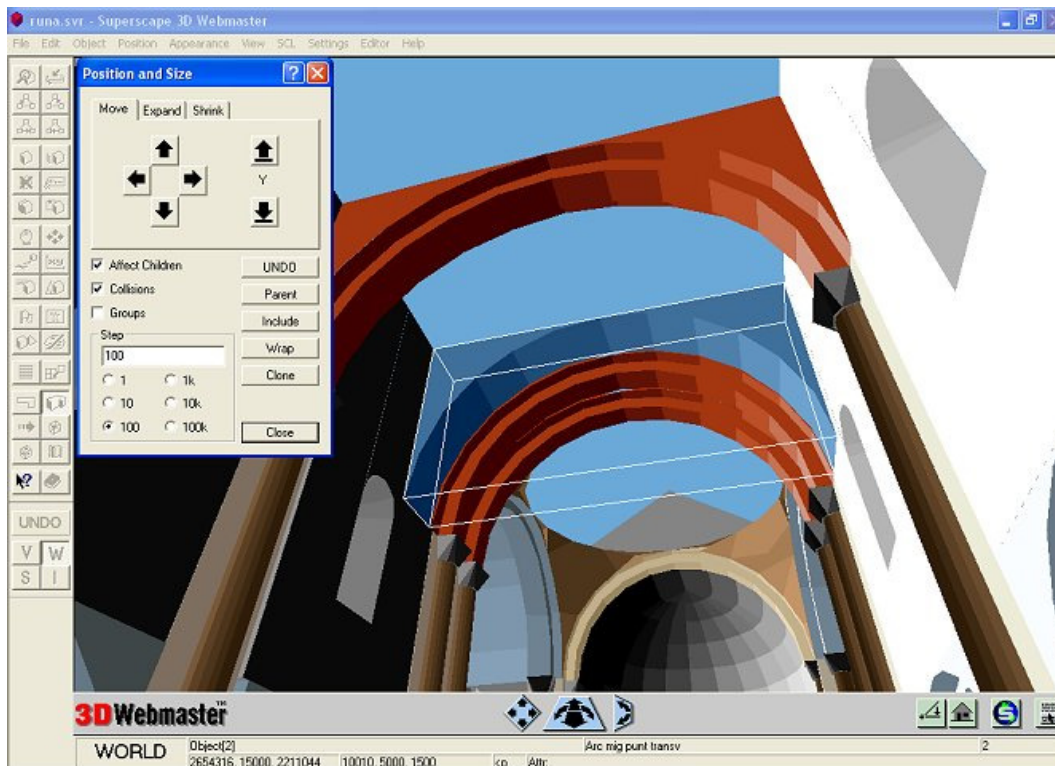 runa.svr - Superscape 3D Webmaster
File Edit Object Position Appearance View SCL Settings Editor Help
Position and Size
Move Expand Shrink
Y
Affect Children
Collisions
Groups
UNDO
Parent
Include
Wrap
Clone
Close
Step
100
1 1k
10 10k
100 100k
UNDO
V W
S I
3DWebmaster™
WORLD
Object[2] Arc mig punt transv 2
2654316, 15000, 2211044 10010, 5000, 1500 cp Attr: